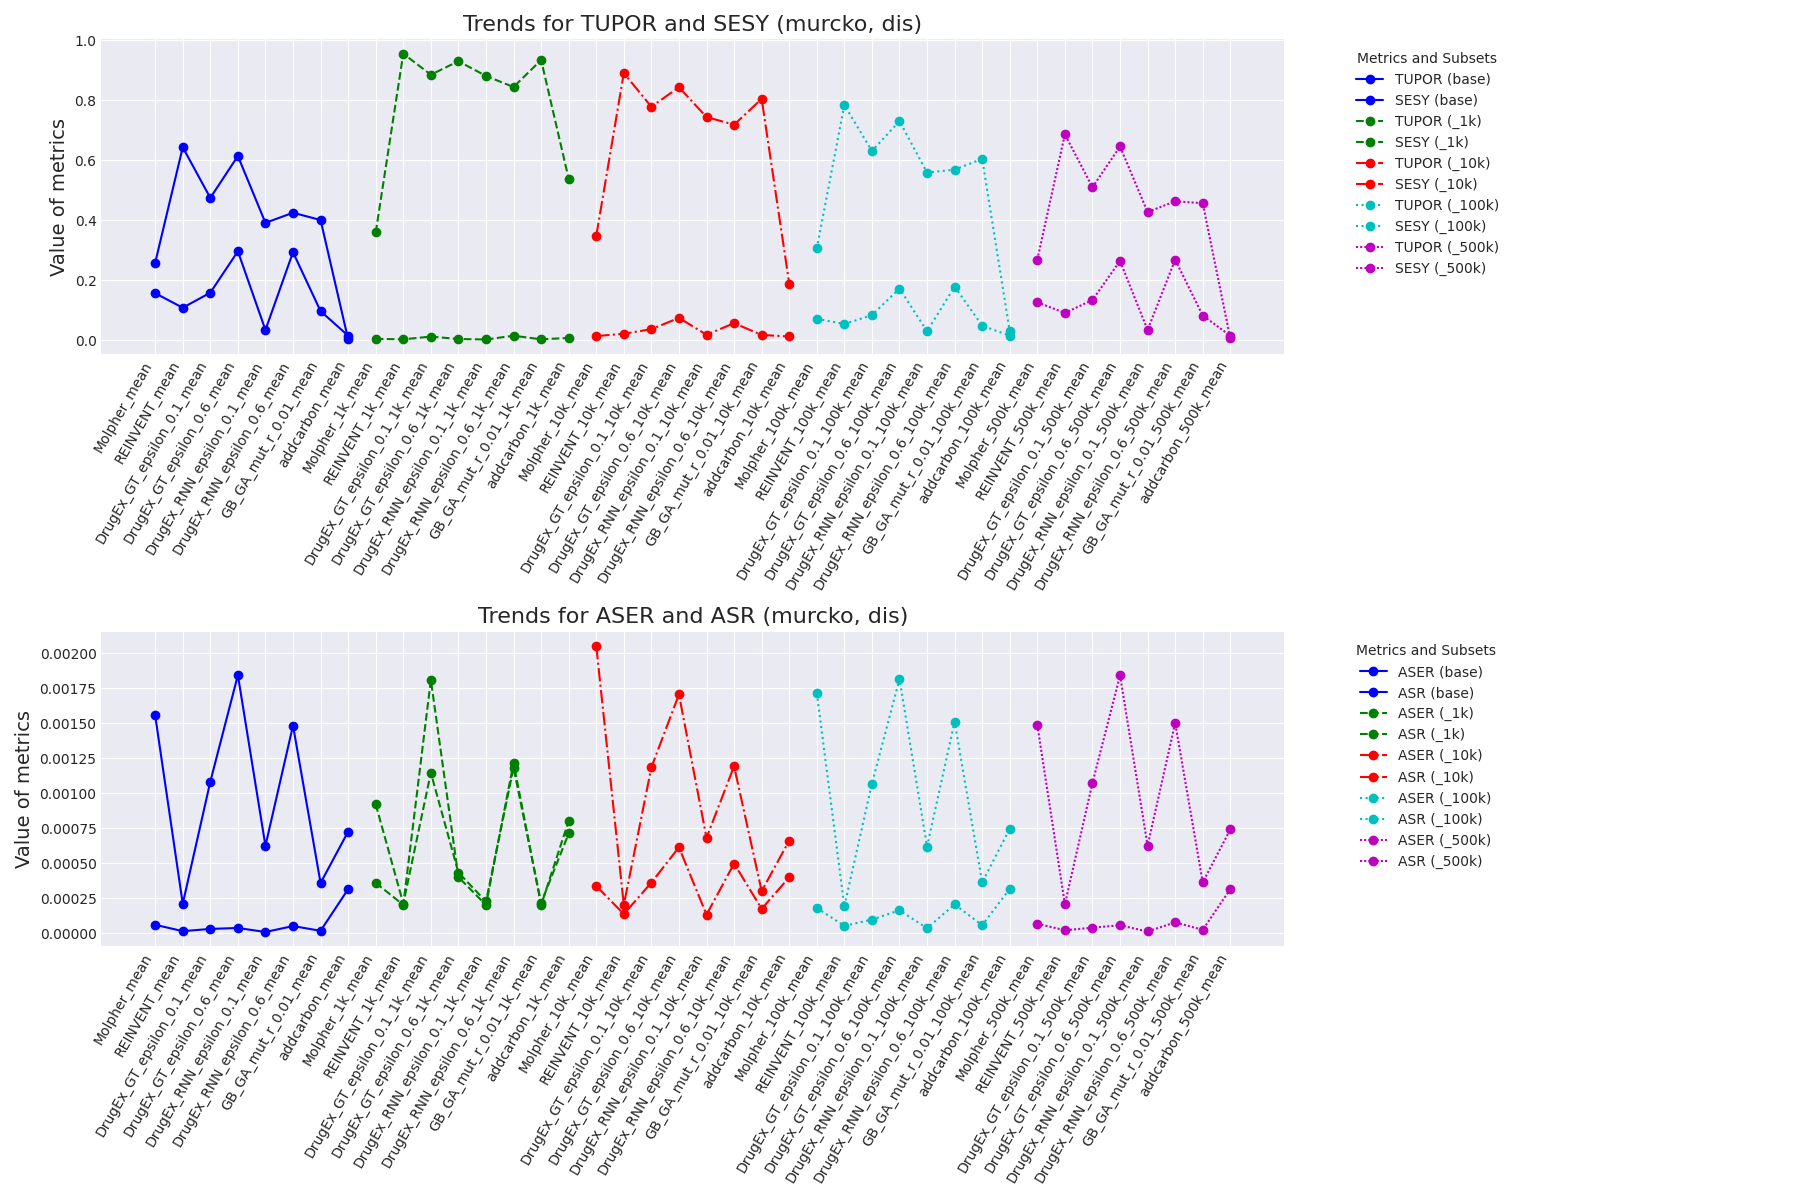 Trends for TUPOR and SESY (murcko, dis)
Value of metrics
1.0
0.8
0.6
0.4
0.2
0.0
Molpher_mean
REINVENT_mean
DrugEx_GT_epsilon_0.1_mean
DrugEx_GT_epsilon_0.6_mean
DrugEx_RNN_epsilon_0.1_mean
DrugEx_RNN_epsilon_0.6_mean
GB_GA_mut_r_0.01_mean
addcarbon_mean
Molpher_1k_mean
REINVENT_1k_mean
DrugEx_GT_epsilon_0.1_1k_mean
DrugEx_GT_epsilon_0.6_1k_mean
DrugEx_RNN_epsilon_0.1_1k_mean
DrugEx_RNN_epsilon_0.6_1k_mean
GB_GA_mut_r_0.01_1k_mean
addcarbon_1k_mean
Molpher_10k_mean
REINVENT_10k_mean
DrugEx_GT_epsilon_0.1_10k_mean
DrugEx_GT_epsilon_0.6_10k_mean
DrugEx_RNN_epsilon_0.1_10k_mean
DrugEx_RNN_epsilon_0.6_10k_mean
GB_GA_mut_r_0.01_10k_mean
addcarbon_10k_mean
Molpher_100k_mean
REINVENT_100k_mean
DrugEx_GT_epsilon_0.1_100k_mean
DrugEx_GT_epsilon_0.6_100k_mean
DrugEx_RNN_epsilon_0.1_100k_mean
DrugEx_RNN_epsilon_0.6_100k_mean
GB_GA_mut_r_0.01_100k_mean
addcarbon_100k_mean
Molpher_500k_mean
REINVENT_500k_mean
DrugEx_GT_epsilon_0.1_500k_mean
DrugEx_GT_epsilon_0.6_500k_mean
DrugEx_RNN_epsilon_0.1_500k_mean
DrugEx_RNN_epsilon_0.6_500k_mean
GB_GA_mut_r_0.01_500k_mean
addcarbon_500k_mean
Metrics and Subsets
TUPOR (base)
SESY (base)
TUPOR (_1k)
SESY (_1k)
TUPOR (_10k)
SESY (_10k)
TUPOR (_100k)
SESY (_100k)
TUPOR (_500k)
SESY (_500k)
Trends for ASER and ASR (murcko, dis)
Value of metrics
0.00200
0.00175
0.00150
0.00125
0.00100
0.00075
0.00050
0.00025
0.00000
Molpher_mean
REINVENT_mean
DrugEx_GT_epsilon_0.1_mean
DrugEx_GT_epsilon_0.6_mean
DrugEx_RNN_epsilon_0.1_mean
DrugEx_RNN_epsilon_0.6_mean
GB_GA_mut_r_0.01_mean
addcarbon_mean
Molpher_1k_mean
REINVENT_1k_mean
DrugEx_GT_epsilon_0.1_1k_mean
DrugEx_GT_epsilon_0.6_1k_mean
DrugEx_RNN_epsilon_0.1_1k_mean
DrugEx_RNN_epsilon_0.6_1k_mean
GB_GA_mut_r_0.01_1k_mean
addcarbon_1k_mean
Molpher_10k_mean
REINVENT_10k_mean
DrugEx_GT_epsilon_0.1_10k_mean
DrugEx_GT_epsilon_0.6_10k_mean
DrugEx_RNN_epsilon_0.1_10k_mean
DrugEx_RNN_epsilon_0.6_10k_mean
GB_GA_mut_r_0.01_10k_mean
addcarbon_10k_mean
Molpher_100k_mean
REINVENT_100k_mean
DrugEx_GT_epsilon_0.1_100k_mean
DrugEx_GT_epsilon_0.6_100k_mean
DrugEx_RNN_epsilon_0.1_100k_mean
DrugEx_RNN_epsilon_0.6_100k_mean
GB_GA_mut_r_0.01_100k_mean
addcarbon_100k_mean
Molpher_500k_mean
REINVENT_500k_mean
DrugEx_GT_epsilon_0.1_500k_mean
DrugEx_GT_epsilon_0.6_500k_mean
DrugEx_RNN_epsilon_0.1_500k_mean
DrugEx_RNN_epsilon_0.6_500k_mean
GB_GA_mut_r_0.01_500k_mean
addcarbon_500k_mean
Metrics and Subsets
ASER (base)
ASR (base)
ASER (_1k)
ASR (_1k)
ASER (_10k)
ASR (_10k)
ASER (_100k)
ASR (_100k)
ASER (_500k)
ASR (_500k)